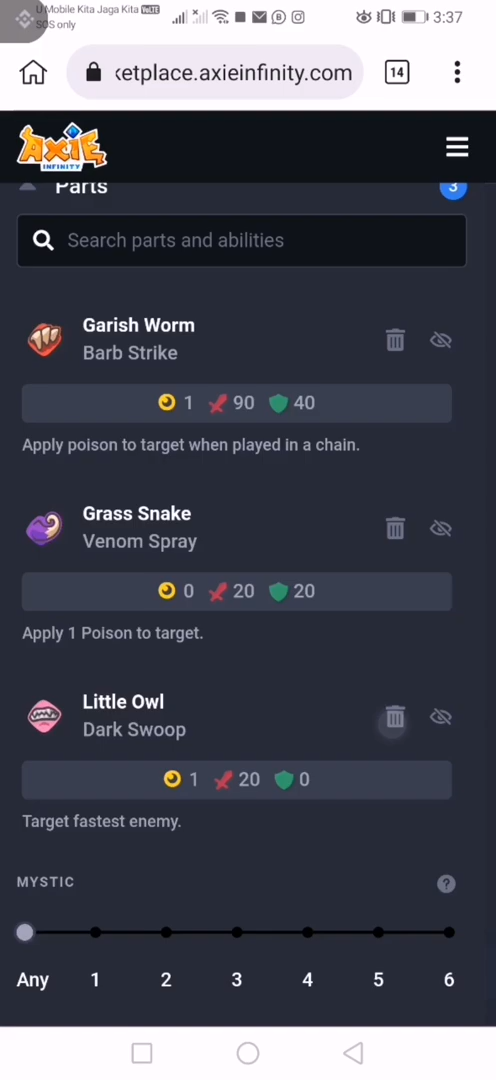 U Mobile Kita Jaga Kita VoLTE
SOS only
3:37
ketplace.axieinfinity.com
14
AXIE
INFINITY
Parts
3
Search parts and abilities
Garish Worm
Barb Strike
1 90 40
Apply poison to target when played in a chain.
Grass Snake
Venom Spray
0 20 20
Apply 1 Poison to target.
Little Owl
Dark Swoop
1 20 0
Target fastest enemy.
MYSTIC
?
Any 1 2 3 4 5 6